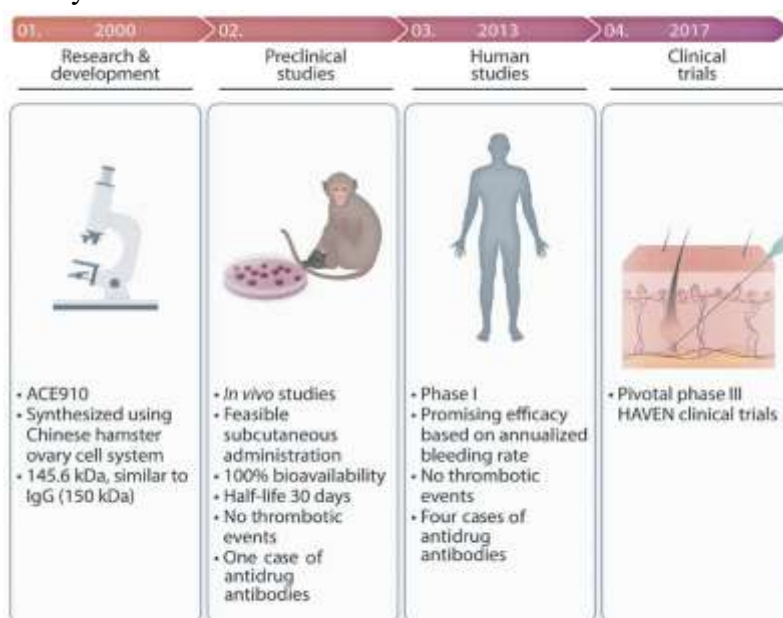 01. 2000
Research &
development
02.
Preclinical
studies
03. 2013
Human
studies
04. 2017
Clinical
trials
• ACE910
• Synthesized using
Chinese hamster
ovary cell system
• 145.6 kDa, similar to
IgG (150 kDa)
• In vivo studies
• Feasible
subcutaneous
administration
• 100% bioavailability
• Half-life 30 days
• No thrombotic
events
• One case of
antidrug
antibodies
• Phase I
• Promising efficacy
based on annualized
bleeding rate
• No thrombotic
events
• Four cases of
antidrug
antibodies
• Pivotal phase III
HAVEN clinical trials